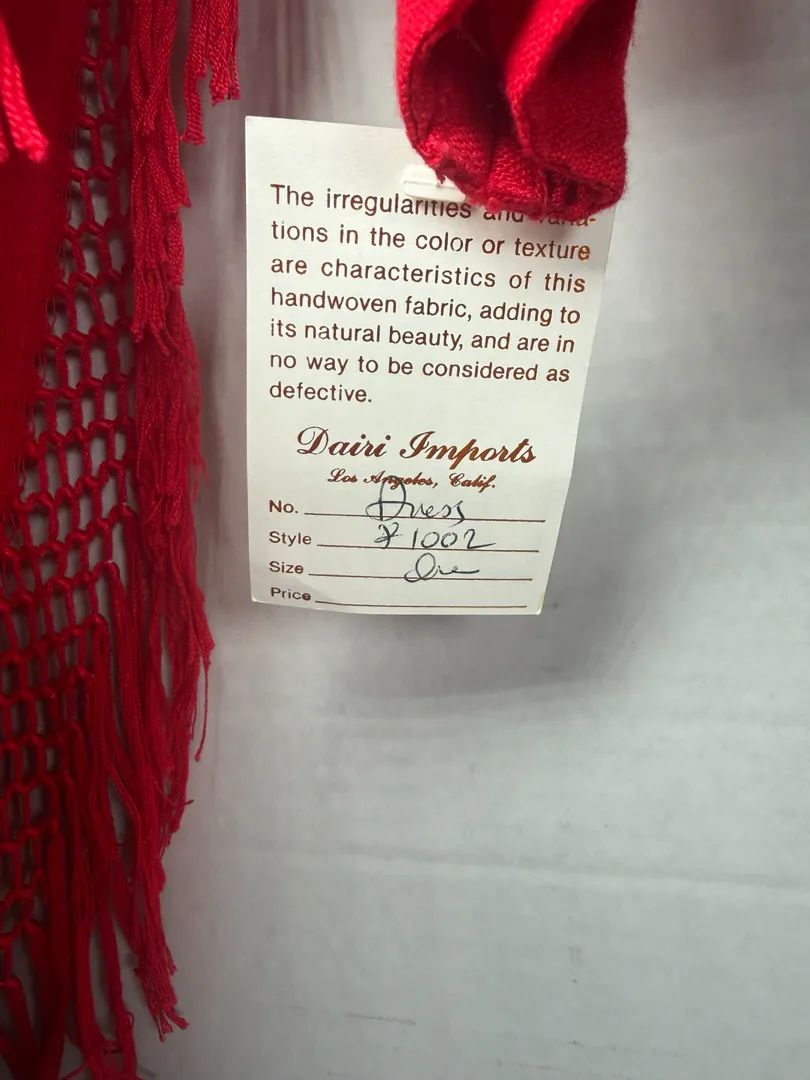 The irregularities and varia-
tions in the color or texture
are characteristics of this
handwoven fabric, adding to
its natural beauty, and are in
no way to be considered as
defective.
Dairi Imports
Los Angeles, Calif.
No. Dress
Style #1002
Size One
Price